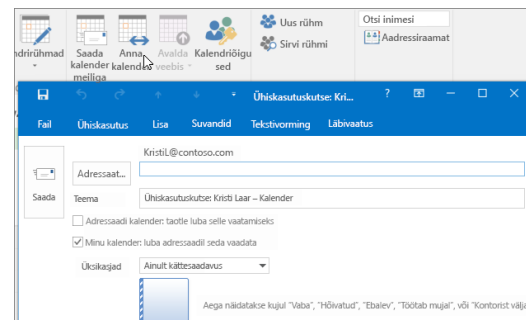 Uus rühm
Sirvi rühmi
Otsi inimesi
Aadressiraamat
Saada kalender meiliga
Anna
Avalda veebis
Kalendriõigu
sed
Ühiskasutuskutse: Kri...
?
Fail Ühiskasutus Lisa Suvandid Tekstivorming Läbivaatus
KristiL@contoso.com
Adressaat...
Saada
Teema Ühiskasutuskutse: Kristi Laar – Kalender
Adressaadi kalender: taotle luba selle vaatamiseks
Minu kalender: luba adressaadil seda vaadata
Üksikasjad Ainult kättesaadavus
Aega näidatakse kujul "Vaba", "Hõivatud", "Ebalev", "Töötab mujal", või "Kontorist välja